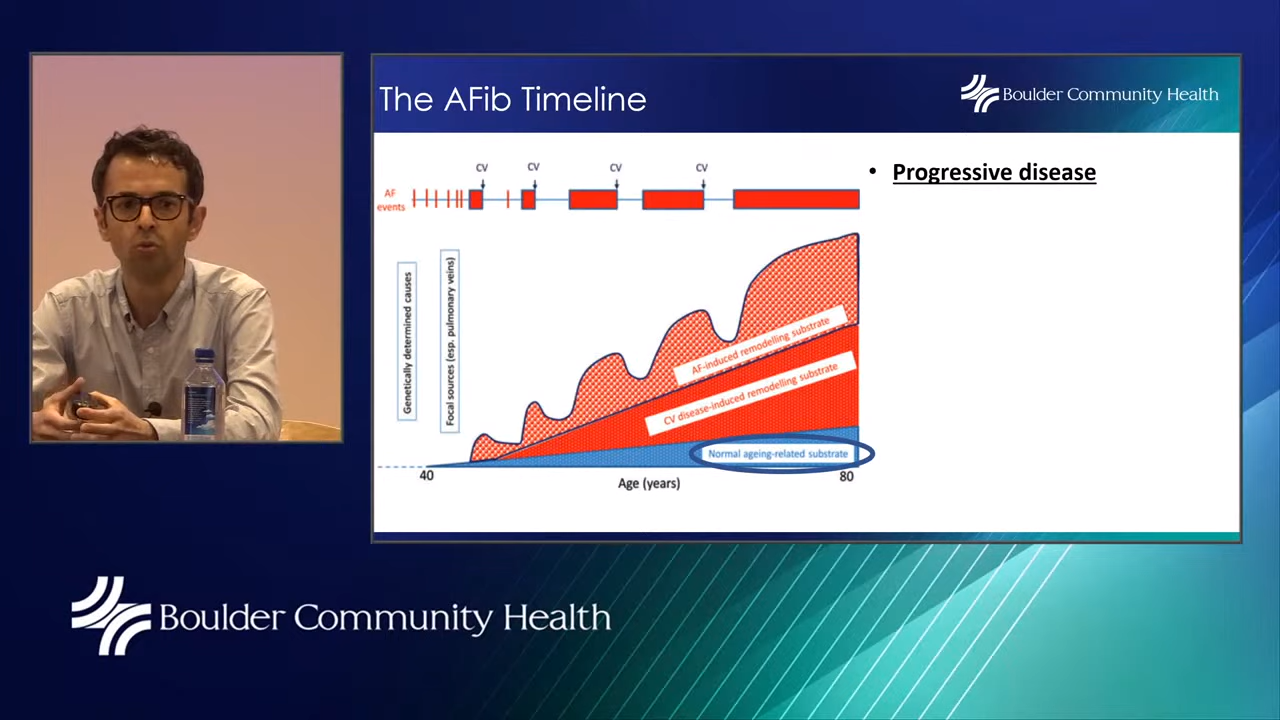 The AFib Timeline
Boulder Community Health
CV CV CV CV
AF
events
• Progressive disease
Genetically determined causes
Focal sources (esp. pulmonary veins)
AF-induced remodelling substrate
CV disease-induced remodelling substrate
Normal ageing-related substrate
40
80
Age (years)
Boulder Community Health